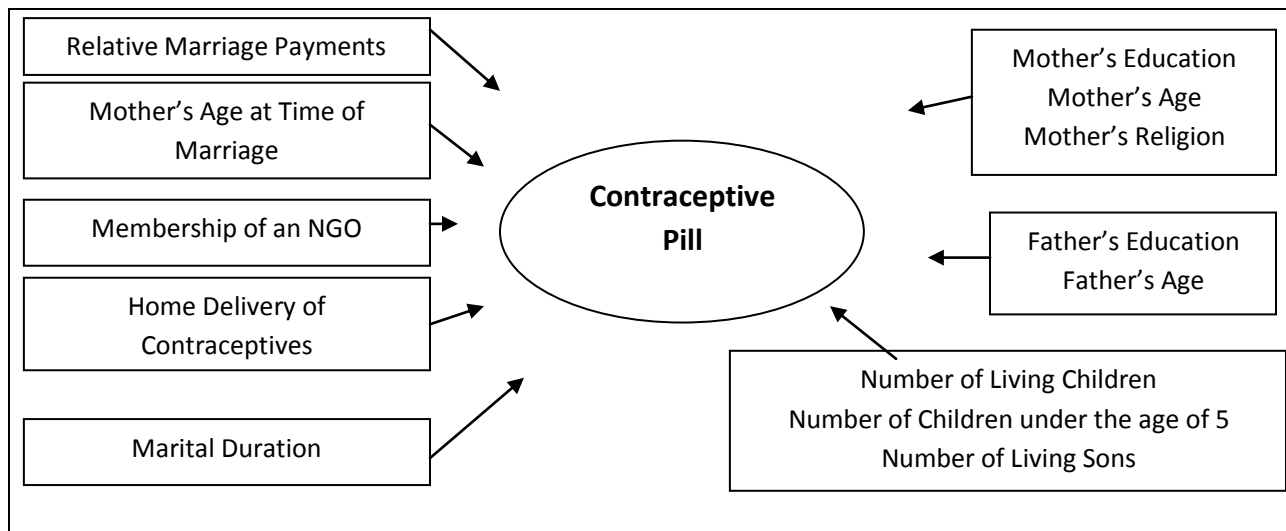 Relative Marriage Payments
Mother’s Age at Time of
Marriage
Membership of an NGO
Home Delivery of
Contraceptives
Marital Duration
Contraceptive
Pill
Mother’s Education
Mother’s Age
Mother’s Religion
Father’s Education
Father’s Age
Number of Living Children
Number of Children under the age of 5
Number of Living Sons